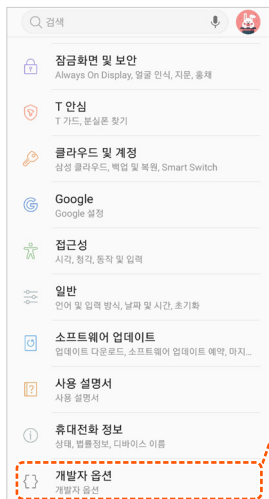 검색
잠금화면 및 보안
Always On Display, 얼굴 인식, 지문, 홍채
T 안심
T 가드, 분실폰 찾기
클라우드 및 계정
삼성 클라우드, 백업 및 복원, Smart Switch
Google
Google 설정
접근성
시각, 청각, 동작 및 입력
일반
언어 및 입력 방식, 날짜 및 시간, 초기화
소프트웨어 업데이트
업데이트 다운로드, 소프트웨어 업데이트 예약, 마지...
사용 설명서
사용 설명서
휴대전화 정보
상태, 법률정보, 디바이스 이름
개발자 옵션
개발자 옵션